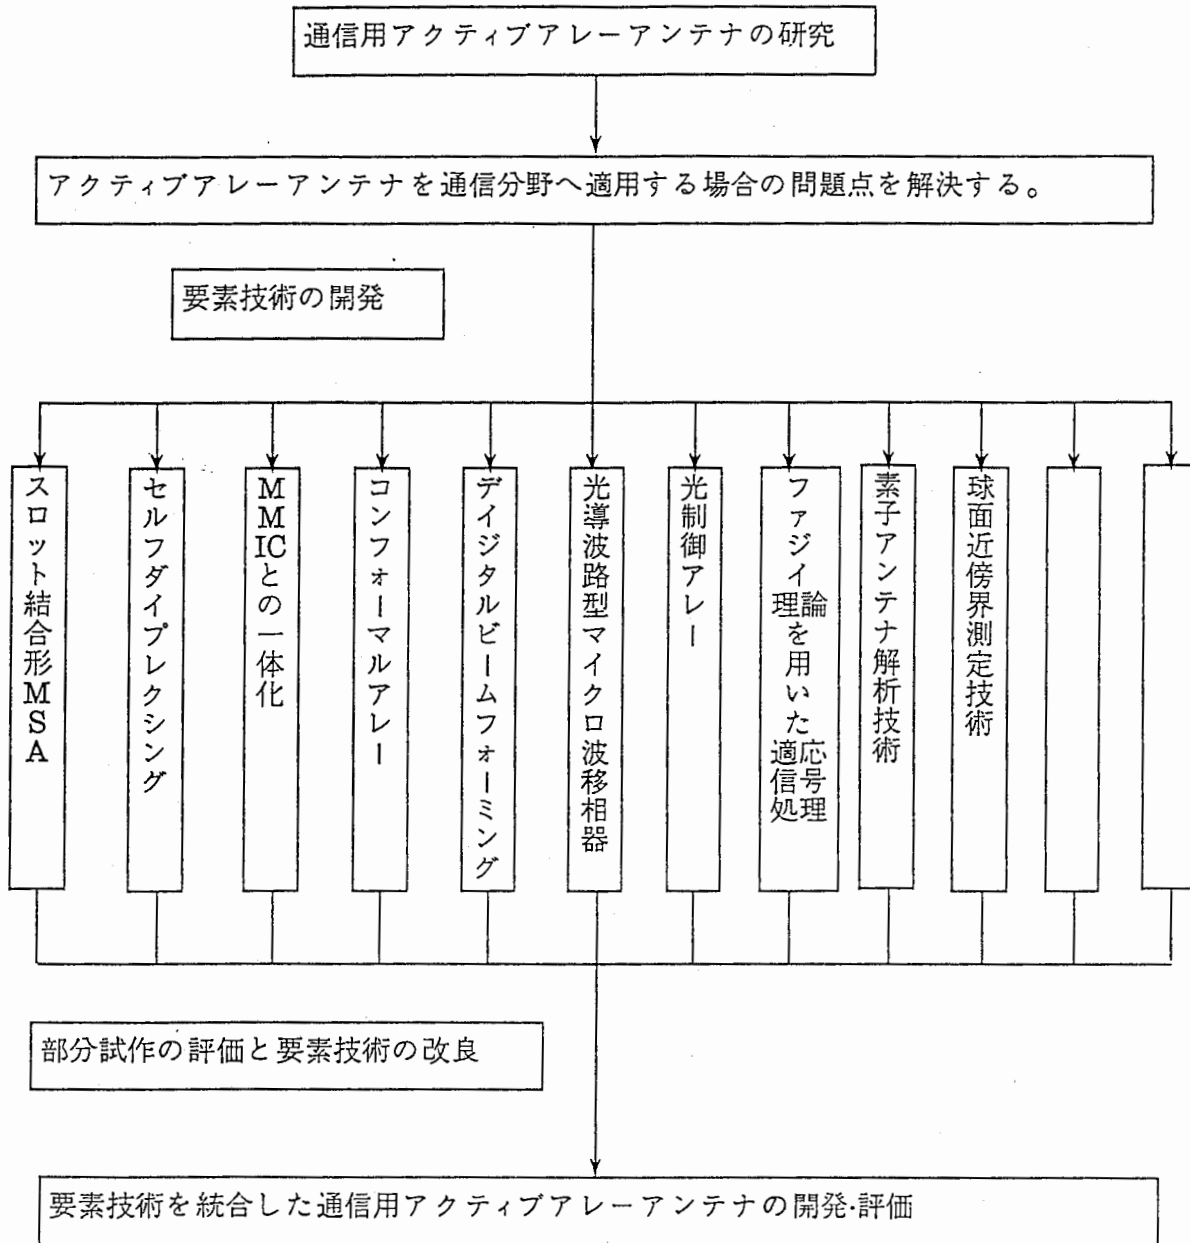 通信用アクティブアレーアンテナの研究
アクティブアレーアンテナを通信分野へ適用する場合の問題点を解決する。
要素技術の開発
スロット結合形MSA
セルフダイプレクシング
MMICとの一体化
コンフォーマルアレー
デイジタルビームフォーミング
光導波路型マイクロ波移相器
光制御アレー
ファジイ理論を用いた適応信号処理
素子アンテナ解析技術
球面近傍界測定技術
部分試作の評価と要素技術の改良
要素技術を統合した通信用アクティブアレーアンテナの開発・評価